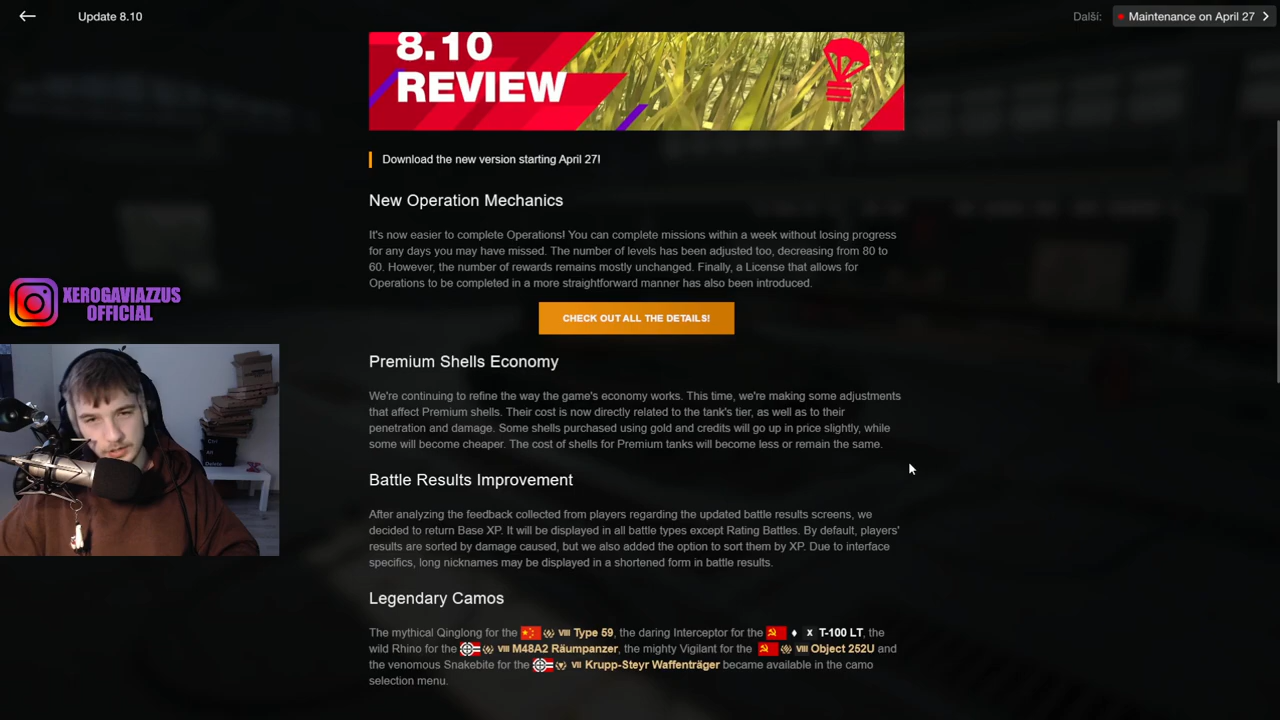 Update 8.10
Další:
Maintenance on April 27
8.10
REVIEW
Download the new version starting April 27!
New Operation Mechanics
It's now easier to complete Operations! You can complete missions within a week without losing progress
for any days you may have missed. The number of levels has been adjusted too, decreasing from 80 to
60. However, the number of rewards remains mostly unchanged. Finally, a License that allows for
Operations to be completed in a more straightforward manner has also been introduced.
CHECK OUT ALL THE DETAILS!
XEROGAVIAZZUS
OFFICIAL
Premium Shells Economy
We're continuing to refine the way the game's economy works. This time, we're making some adjustments
that affect Premium shells. Their cost is now directly related to the tank's tier, as well as to their
penetration and damage. Some shells purchased using gold and credits will go up in price slightly, while
some will become cheaper. The cost of shells for Premium tanks will become less or remain the same.
Ctrl
Alt
Delete
Battle Results Improvement
After analyzing the feedback collected from players regarding the updated battle results screens, we
decided to return Base XP. It will be displayed in all battle types except Rating Battles. By default, players'
results are sorted by damage caused, but we also added the option to sort them by XP. Due to interface
specifics, long nicknames may be displayed in a shortened form in battle results.
Legendary Camos
The mythical Qinglong for the VIII Type 59, the daring Interceptor for the X T-100 LT, the
wild Rhino for the VIII M48A2 Räumpanzer, the mighty Vigilant for the VIII Object 252U and
the venomous Snakebite for the VII Krupp-Steyr Waffenträger became available in the camo
selection menu.